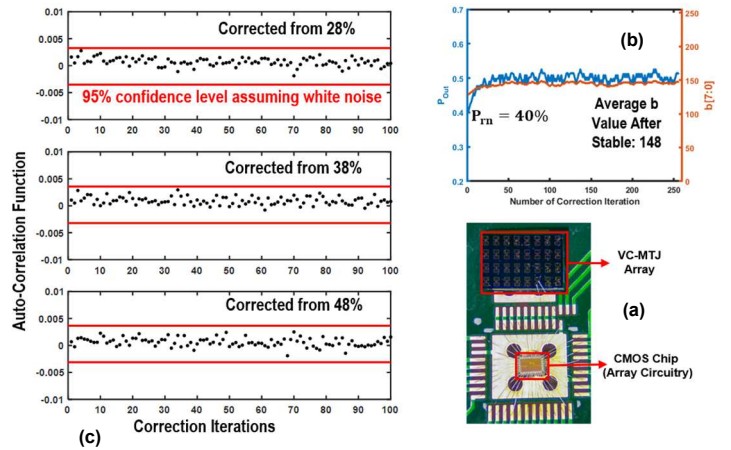 0.01
Corrected from 28%
0.005
0
-0.005
95% confidence level assuming white noise
-0.01
0 10 20 30 40 50 60 70 80 90 100
0.01
Corrected from 38%
0.005
0
-0.005
-0.01
0 10 20 30 40 50 60 70 80 90 100
0.01
Corrected from 48%
0.005
0
-0.005
-0.01
0 10 20 30 40 50 60 70 80 90 100
Auto-Correlation Function
Correction Iterations
(c)
(b)
0.7
0.6
0.5
0.4
0.3
0.2
P_Out
P_rn = 40%
Average b
Value After
Stable: 148
250
200
150
100
50
0
b[7:0]
0 50 100 150 200 250
Number of Correction Iteration
VC-MTJ
Array
(a)
CMOS Chip
(Array Circuitry)